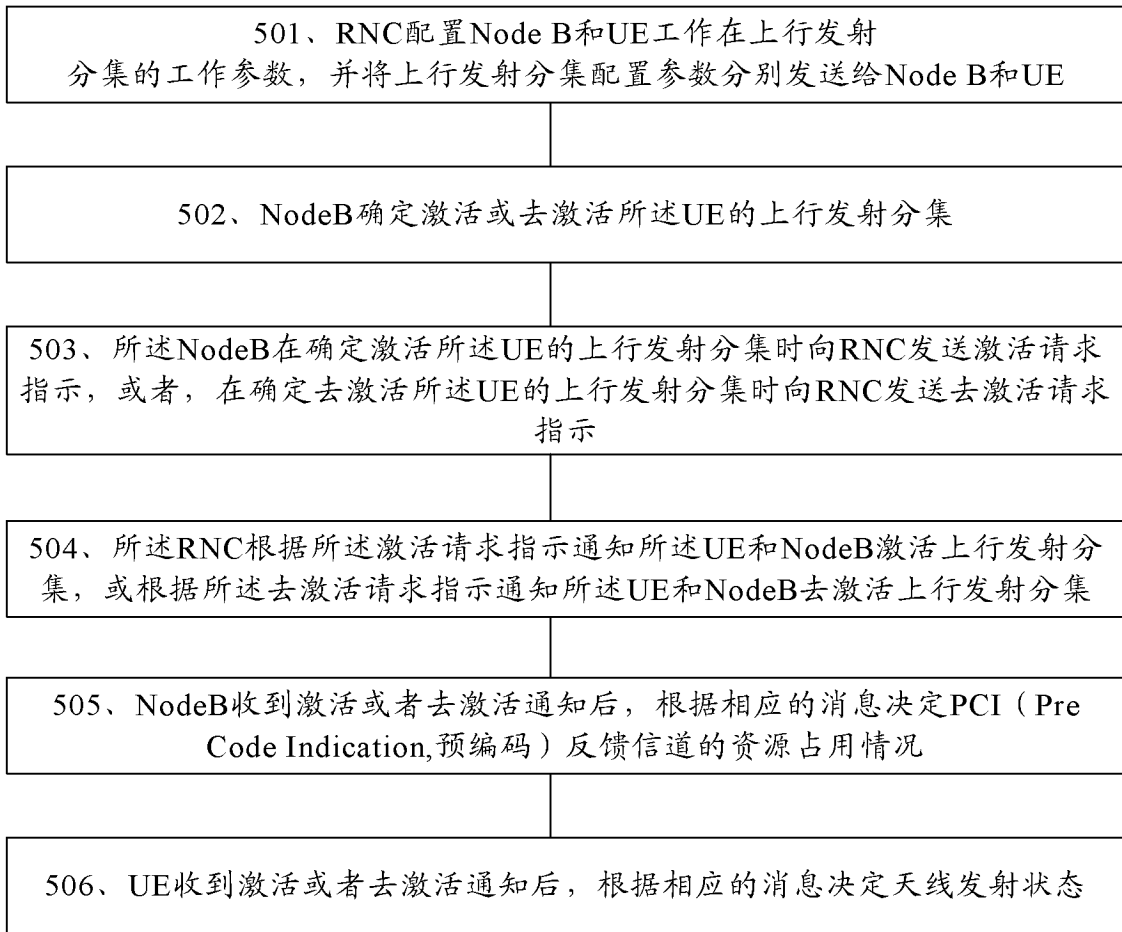 501、RNC配置Node B和UE工作在上行发射
分集的工作参数，并将上行发射分集配置参数分别发送给Node B和UE
502、NodeB确定激活或去激活所述UE的上行发射分集
503、所述NodeB在确定激活所述UE的上行发射分集时向RNC发送激活请求
指示，或者，在确定去激活所述UE的上行发射分集时向RNC发送去激活请求
指示
504、所述RNC根据所述激活请求指示通知所述UE和NodeB激活上行发射分
集，或根据所述去激活请求指示通知所述UE和NodeB去激活上行发射分集
505、NodeB收到激活或者去激活通知后，根据相应的消息决定PCI（Pre
Code Indication,预编码）反馈信道的资源占用情况
506、UE收到激活或者去激活通知后，根据相应的消息决定天线发射状态